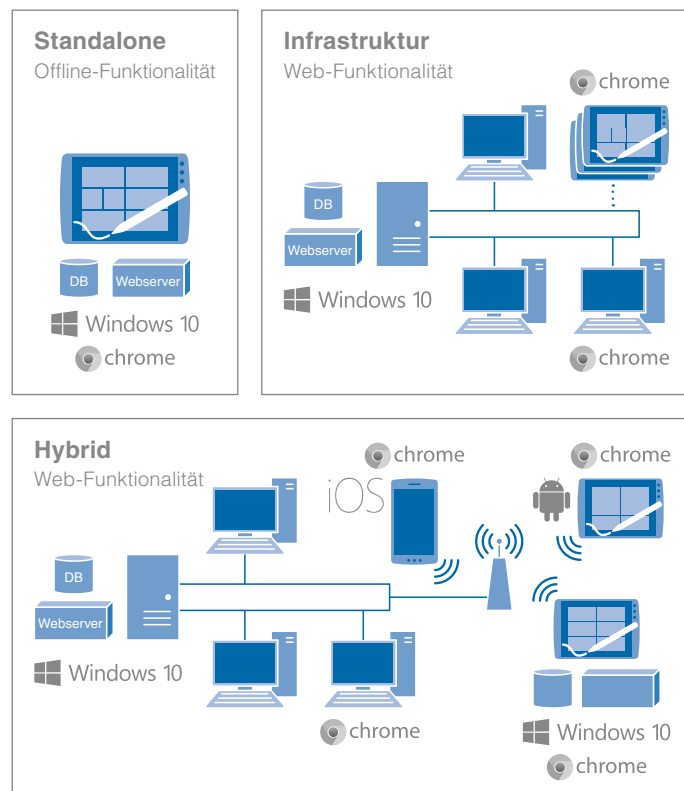 Standalone
Offline-Funktionalität
DB
Webserver
Windows 10
chrome
Infrastruktur
Web-Funktionalität
chrome
DB
Webserver
Windows 10
chrome
Hybrid
Web-Funktionalität
chrome
iOS
chrome
DB
Webserver
Windows 10
chrome
Windows 10
chrome